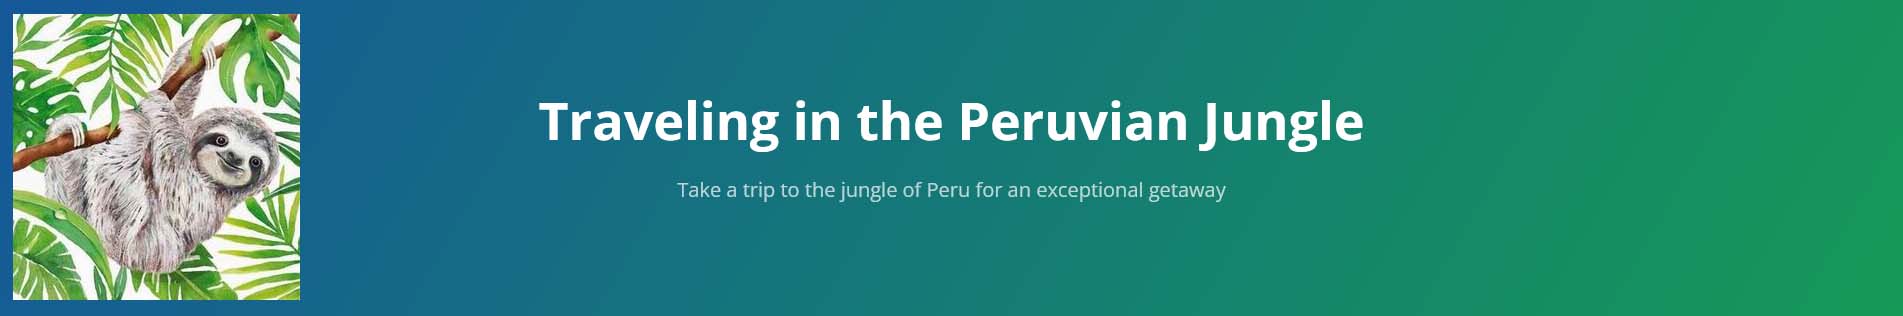 Traveling in the Peruvian Jungle
Take a trip to the jungle of Peru for an exceptional getaway